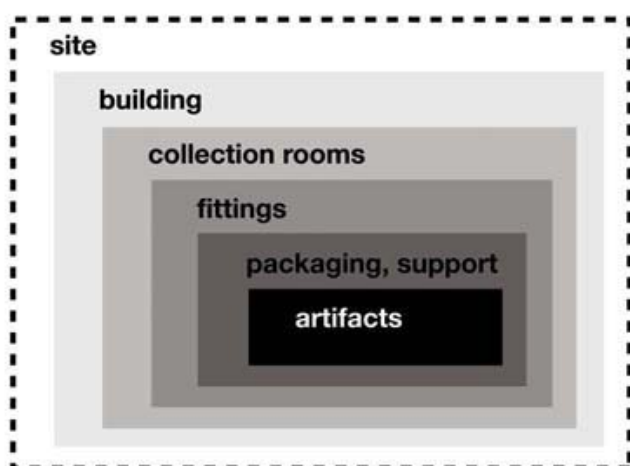 site
building
collection rooms
fittings
packaging, support
artifacts